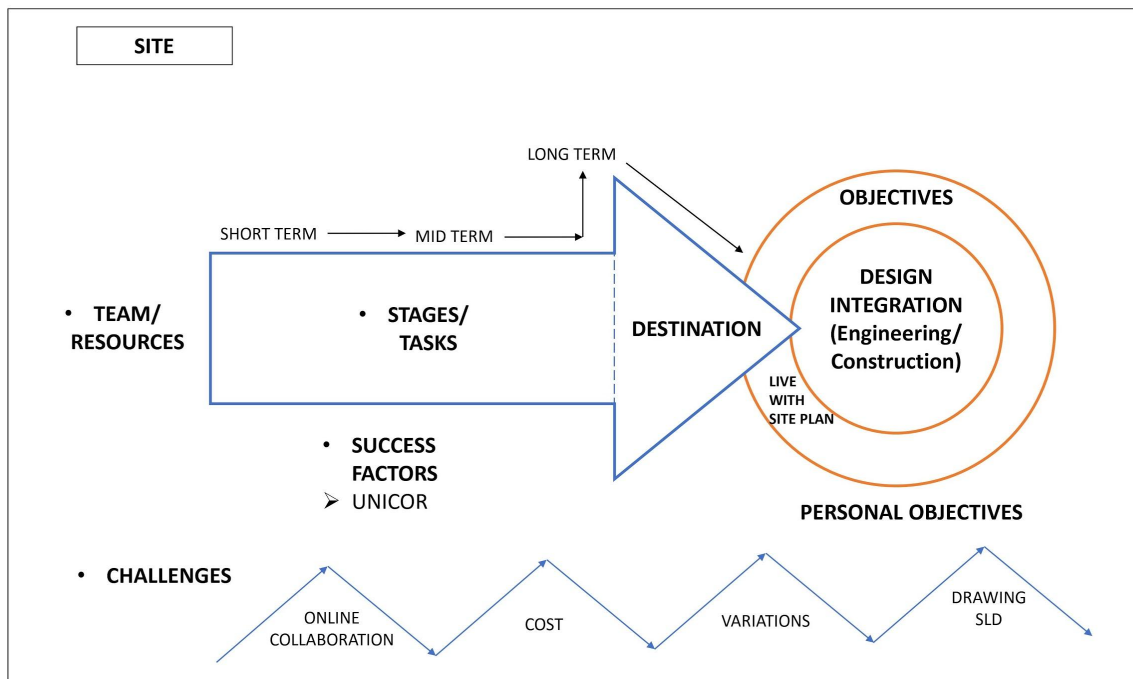 SITE
LONG TERM
SHORT TERM
MID TERM
OBJECTIVES
• TEAM/
RESOURCES
• STAGES/
TASKS
DESTINATION
DESIGN
INTEGRATION
(Engineering/
Construction)
LIVE
WITH
SITE PLAN
• SUCCESS
FACTORS
➢ UNICOR
PERSONAL OBJECTIVES
• CHALLENGES
ONLINE
COLLABORATION
COST
VARIATIONS
DRAWING
SLD